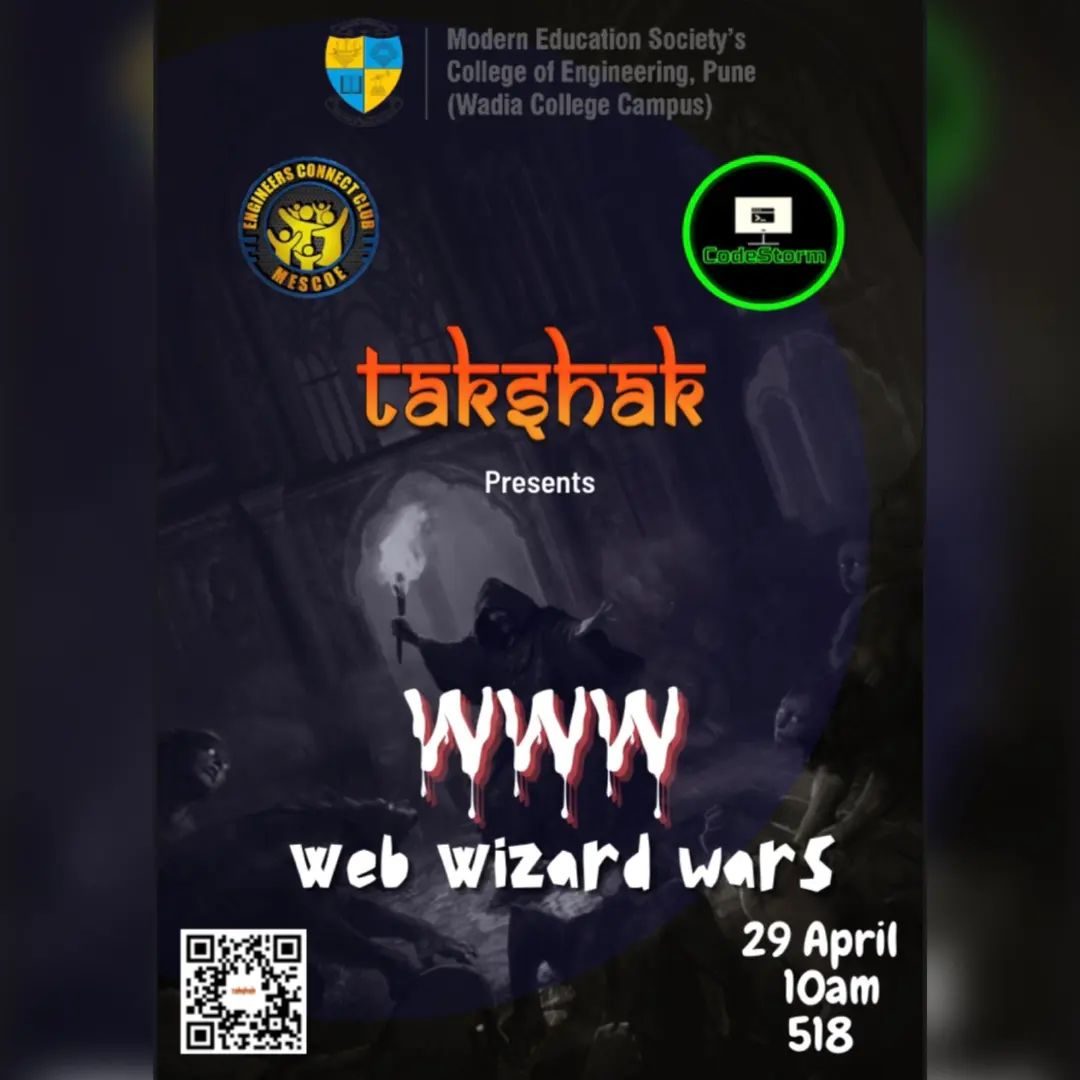 Modern Education Society's
College of Engineering, Pune
(Wadia College Campus)
ENGINEERS CONNECT CLUB
MESCOE
CodeStorm
takshak
Presents
WWW
web wizard wars
takshak
29 April
10am
518